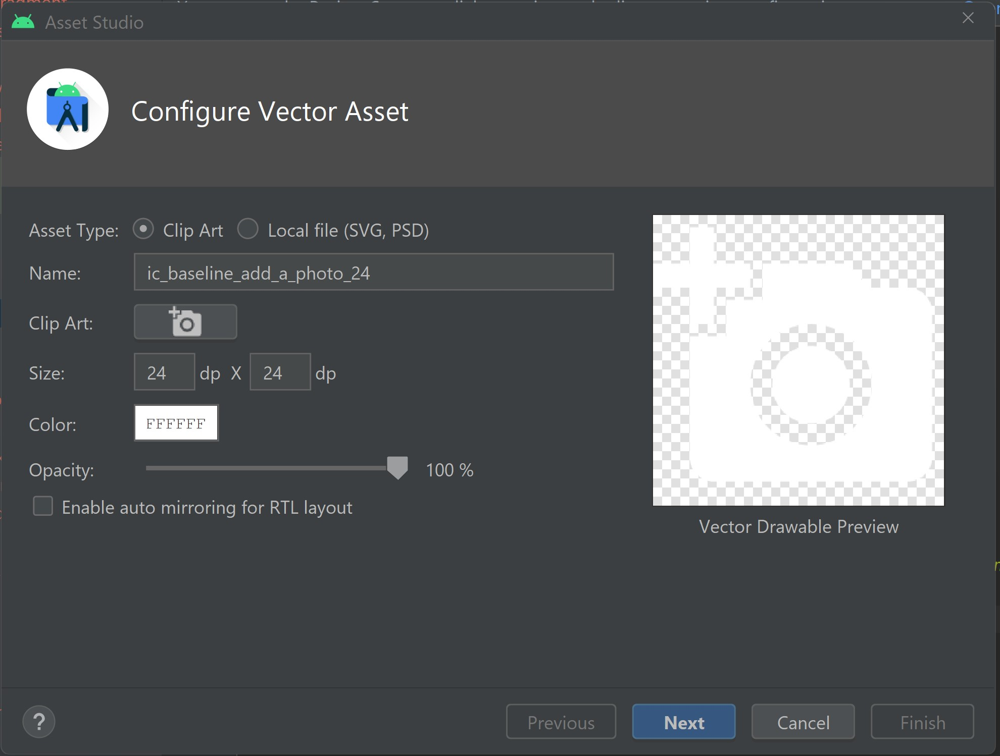 Asset Studio
Configure Vector Asset
Asset Type: Clip Art Local file (SVG, PSD)
Name: ic_baseline_add_a_photo_24
Clip Art:
Size: 24 dp X 24 dp
Color: FFFFFF
Opacity: 100 %
Enable auto mirroring for RTL layout
Vector Drawable Preview
? Previous Next Cancel Finish